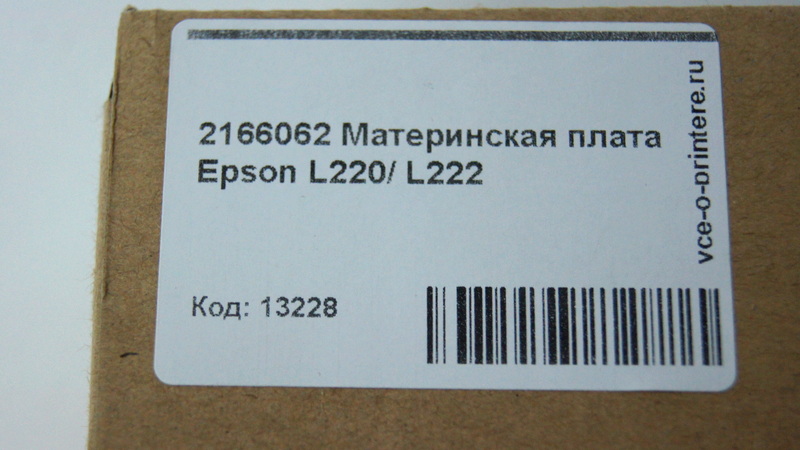 2166062 Материнская плата
Epson L220/ L222
Код: 13228
vce-o-printere.ru